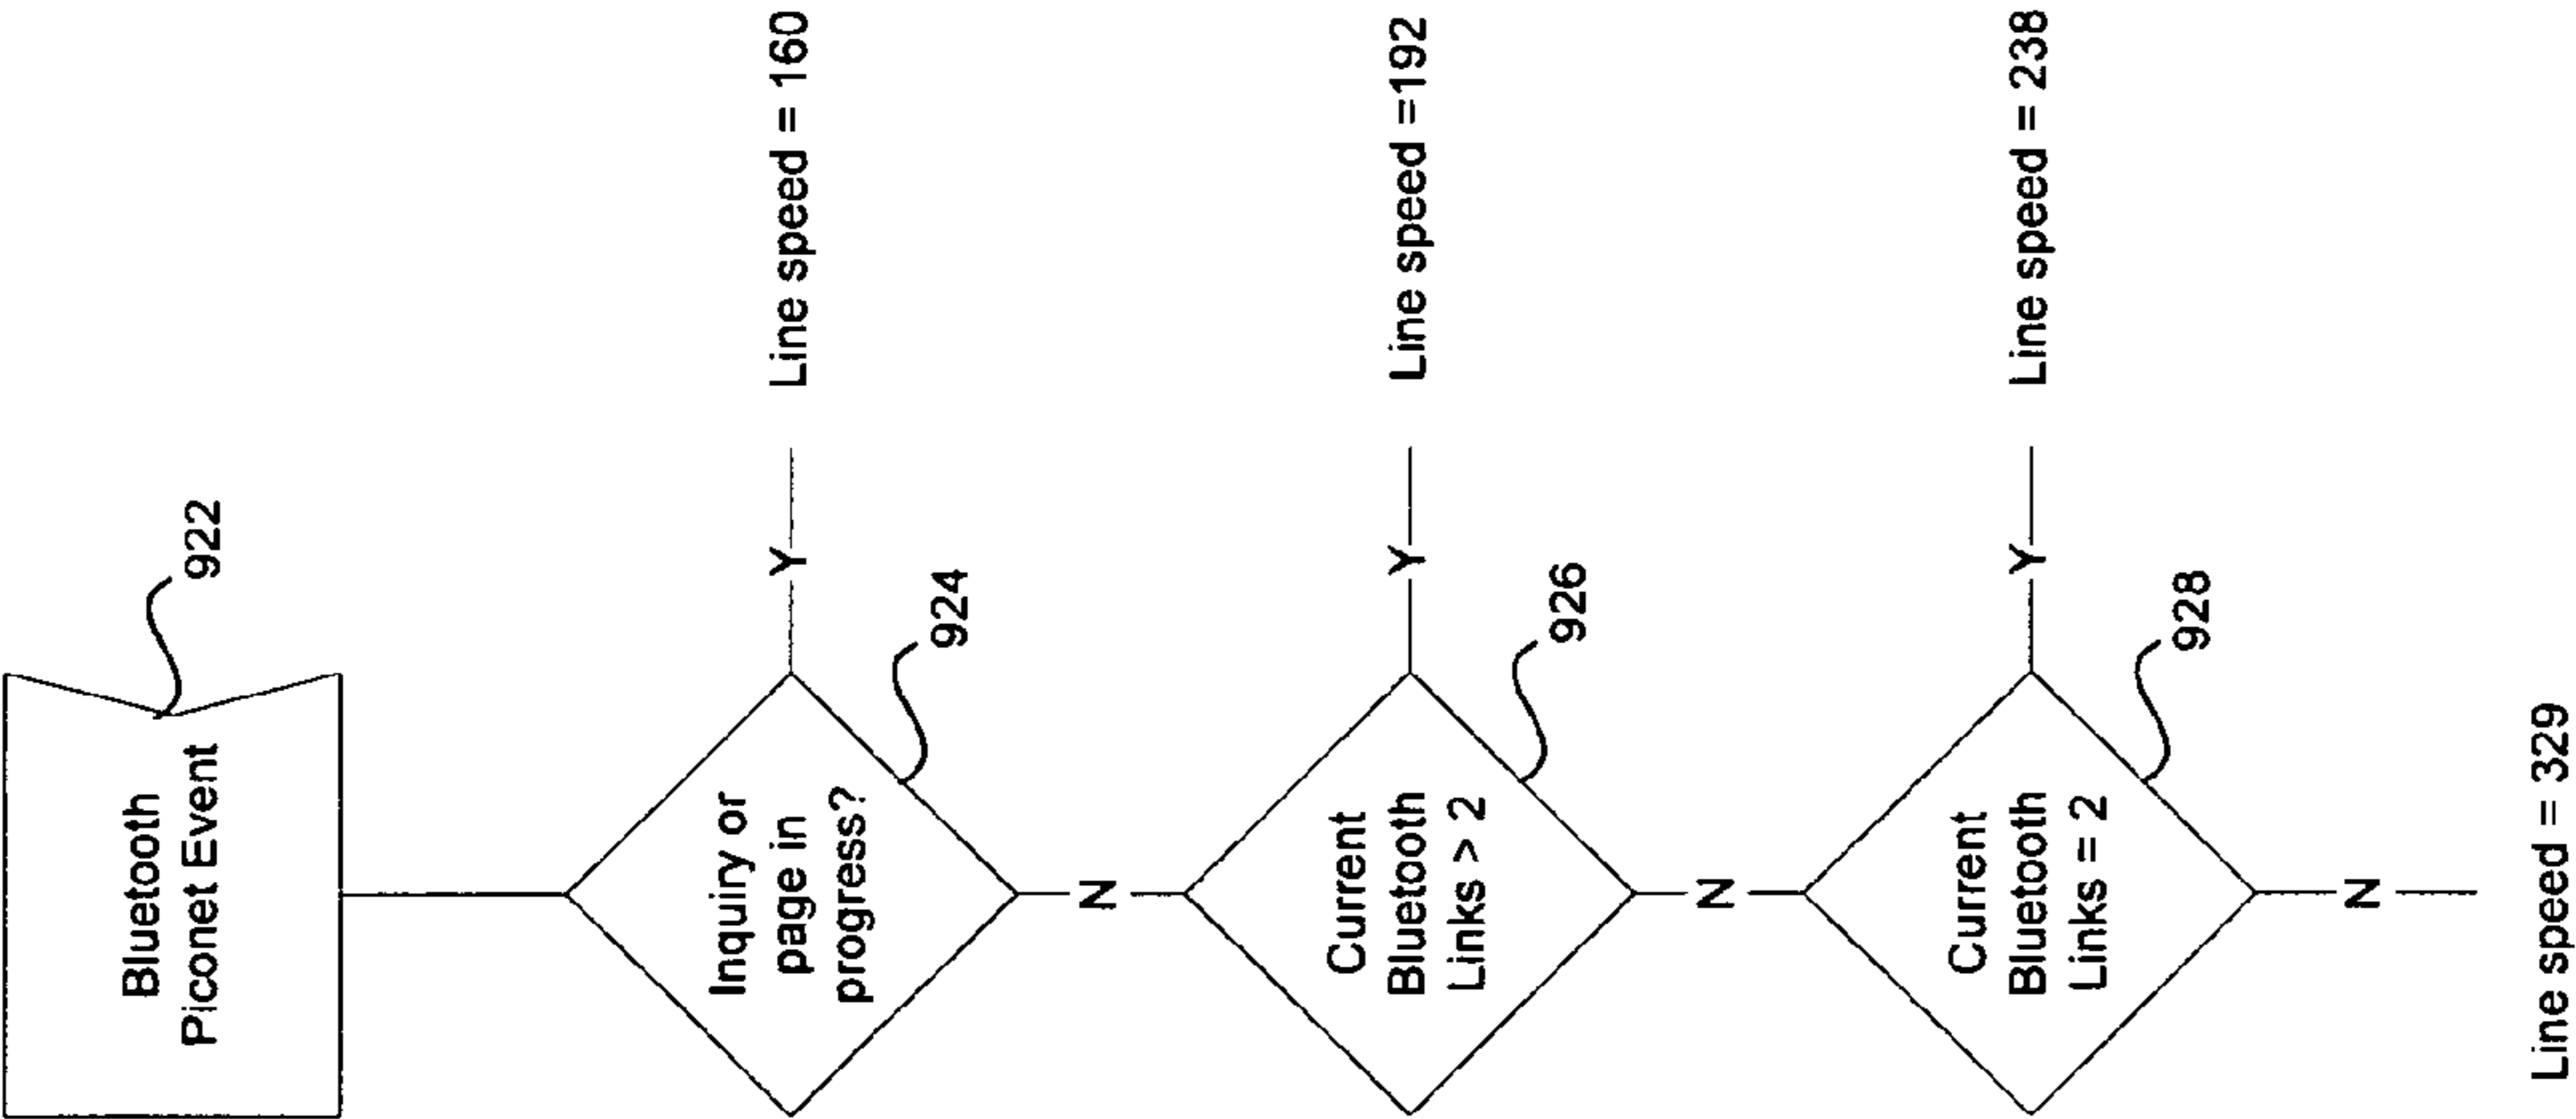 Bluetooth
Piconet Event
922
Inquiry or
page in
progress?
924
Y
Line speed = 160
N
Current
Bluetooth
Links > 2
926
Y
Line speed =192
N
Current
Bluetooth
Links = 2
928
Y
Line speed = 238
N
Line speed = 329